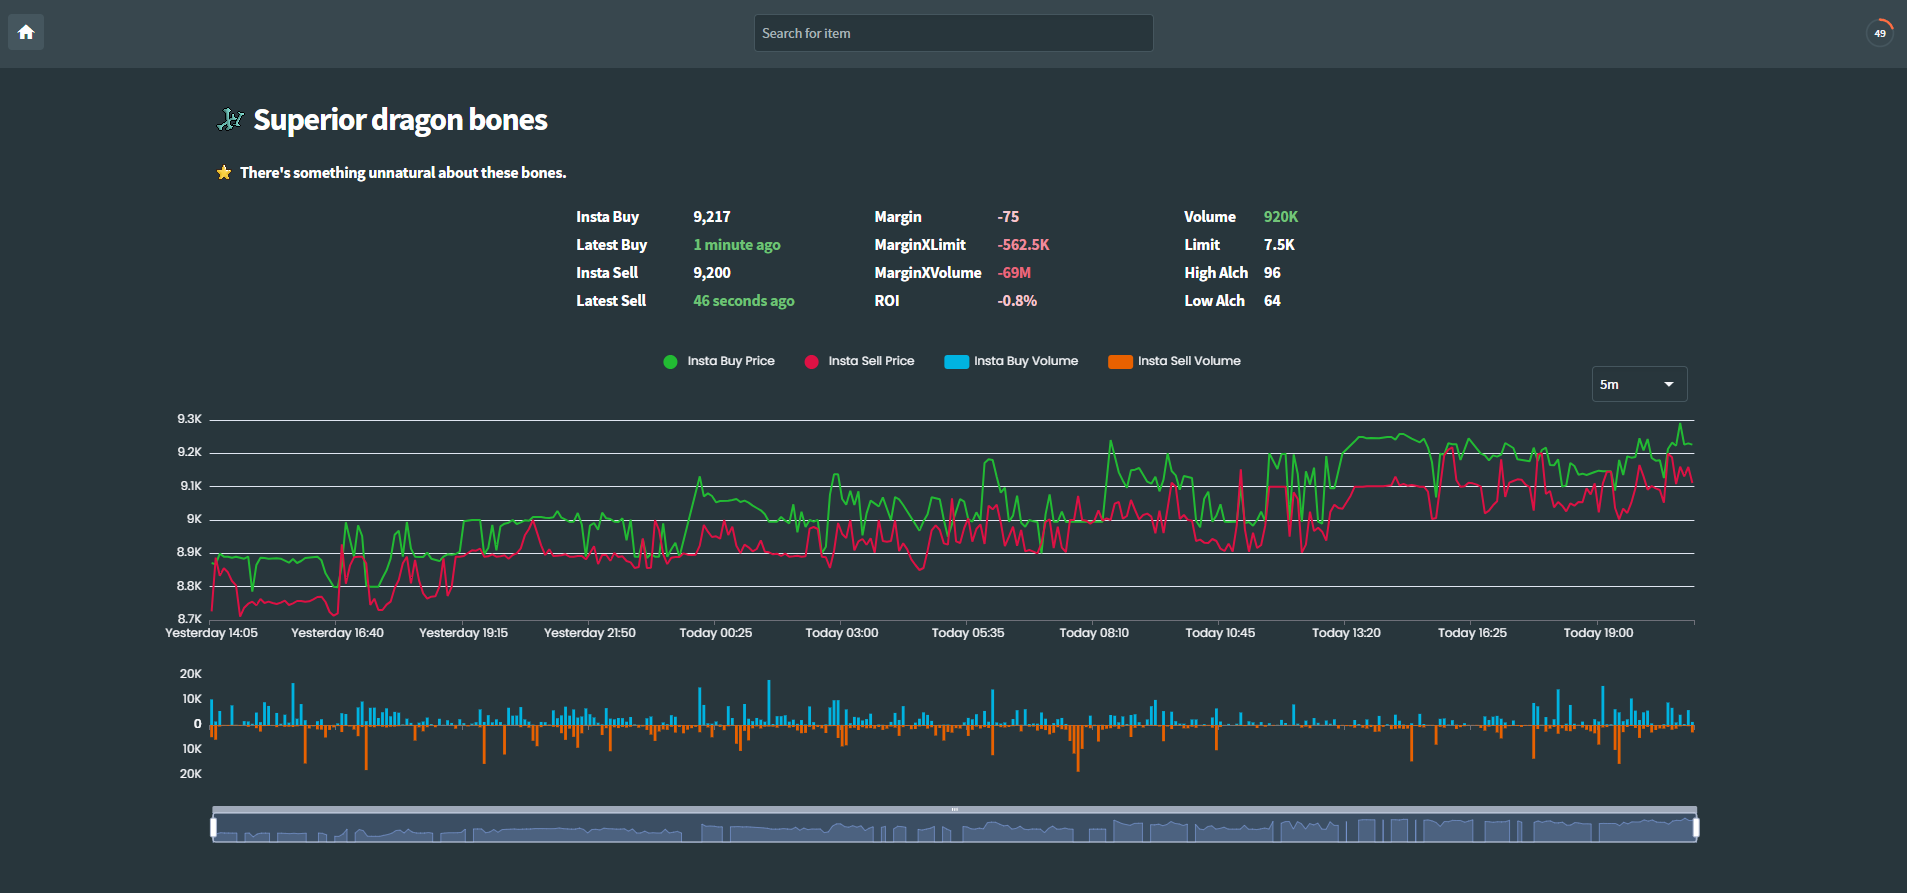 Search for item
49
Superior dragon bones
There's something unnatural about these bones.
Insta Buy 9,217 Margin -75 Volume 920K
Latest Buy 1 minute ago MarginXLimit -562.5K Limit 7.5K
Insta Sell 9,200 MarginXVolume -69M High Alch 96
Latest Sell 46 seconds ago ROI -0.8% Low Alch 64
Insta Buy Price Insta Sell Price Insta Buy Volume Insta Sell Volume
5m
9.3K
9.2K
9.1K
9K
8.9K
8.8K
8.7K
Yesterday 14:05 Yesterday 16:40 Yesterday 19:15 Yesterday 21:50 Today 00:25 Today 03:00 Today 05:35 Today 08:10 Today 10:45 Today 13:20 Today 16:25 Today 19:00
20K
10K
0
10K
20K